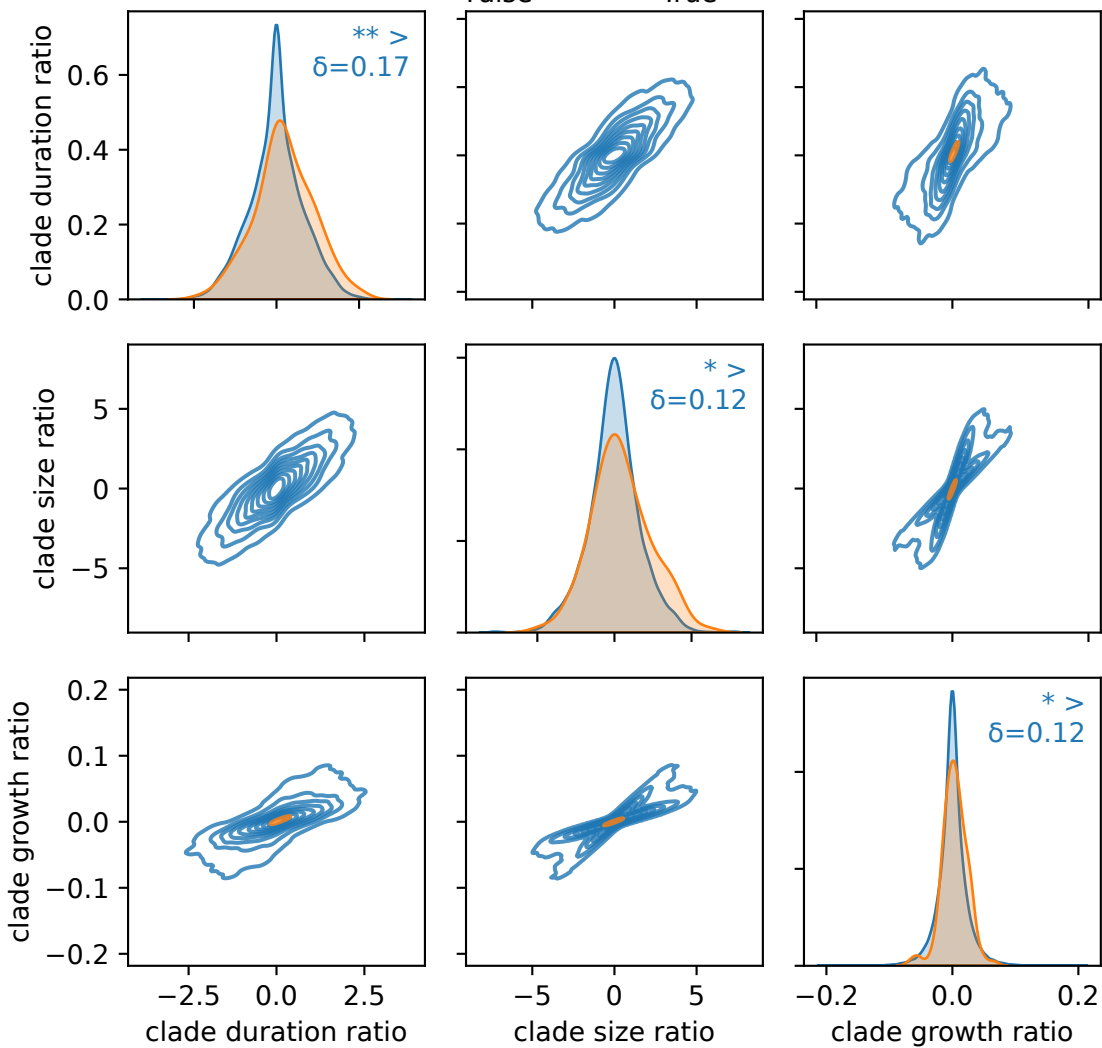 clade duration ratio
0.6
0.4
0.2
0.0
** >
δ=0.17
clade size ratio
5
0
−5
* >
δ=0.12
clade growth ratio
0.2
0.1
0.0
−0.1
−0.2
* >
δ=0.12
−2.5 0.0 2.5
clade duration ratio
−5 0 5
clade size ratio
−0.2 0.0 0.2
clade growth ratio